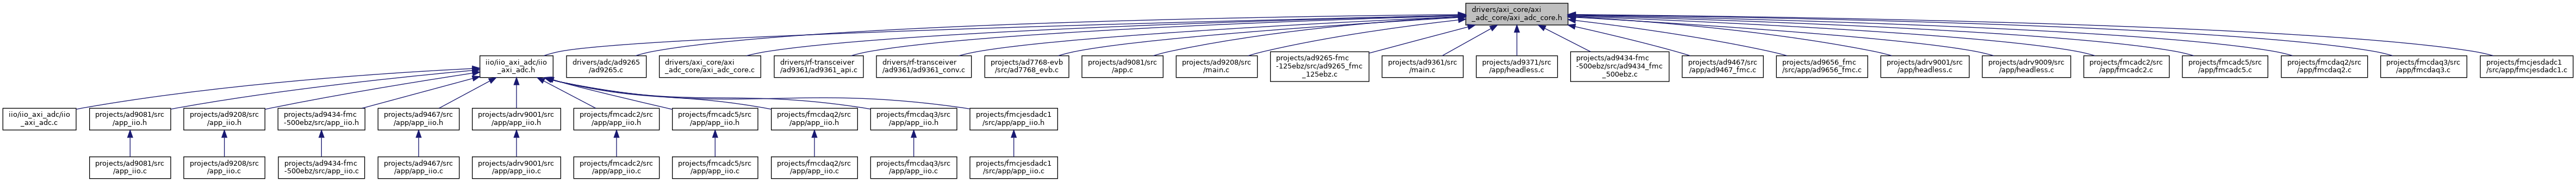 drivers/axi_core/axi
_adc_core/axi_adc_core.h
iio/iio_axi_adc/iio
_axi_adc.h
drivers/adc/ad9265
/ad9265.c
drivers/axi_core/axi
_adc_core/axi_adc_core.c
drivers/rf-transceiver
/ad9361/ad9361_api.c
drivers/rf-transceiver
/ad9361/ad9361_conv.c
projects/ad7768-evb
/src/ad7768_evb.c
projects/ad9081/src
/app.c
projects/ad9208/src
/main.c
projects/ad9265-fmc
-125ebz/src/ad9265_fmc
_125ebz.c
projects/ad9361/src
/main.c
projects/ad9371/src
/app/headless.c
projects/ad9434-fmc
-500ebz/src/ad9434_fmc
_500ebz.c
projects/ad9467/src
/app/ad9467_fmc.c
projects/ad9656_fmc
/src/app/ad9656_fmc.c
projects/adrv9001/src
/app/headless.c
projects/adrv9009/src
/app/headless.c
projects/fmcadc2/src
/app/fmcadc2.c
projects/fmcadc5/src
/app/fmcadc5.c
projects/fmcdaq2/src
/app/fmcdaq2.c
projects/fmcdaq3/src
/app/fmcdaq3.c
projects/fmcjesdadc1
/src/app/fmcjesdadc1.c
iio/iio_axi_adc/iio
_axi_adc.c
projects/ad9081/src
/app_iio.h
projects/ad9208/src
/app_iio.h
projects/ad9434-fmc
-500ebz/src/app_iio.h
projects/ad9467/src
/app/app_iio.h
projects/adrv9001/src
/app/app_iio.h
projects/fmcadc2/src
/app/app_iio.h
projects/fmcadc5/src
/app/app_iio.h
projects/fmcdaq2/src
/app/app_iio.h
projects/fmcdaq3/src
/app/app_iio.h
projects/fmcjesdadc1
/src/app/app_iio.h
projects/ad9081/src
/app_iio.c
projects/ad9208/src
/app_iio.c
projects/ad9434-fmc
-500ebz/src/app_iio.c
projects/ad9467/src
/app/app_iio.c
projects/adrv9001/src
/app/app_iio.c
projects/fmcadc2/src
/app/app_iio.c
projects/fmcadc5/src
/app/app_iio.c
projects/fmcdaq2/src
/app/app_iio.c
projects/fmcdaq3/src
/app/app_iio.c
projects/fmcjesdadc1
/src/app/app_iio.c